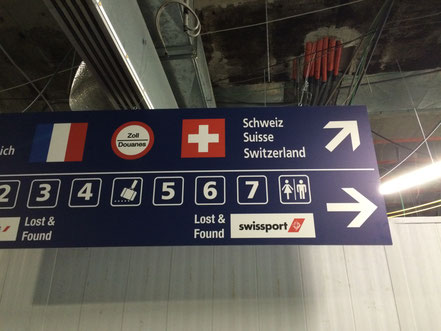 ich
Zoll
Douanes
Schweiz
Suisse
Switzerland
2 3 4 5 6 7
Lost &
Found
Lost &
Found
swissport